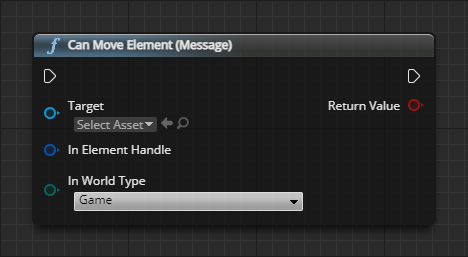 Can Move Element (Message)
Target
Return Value
Select Asset
In Element Handle
In World Type
Game